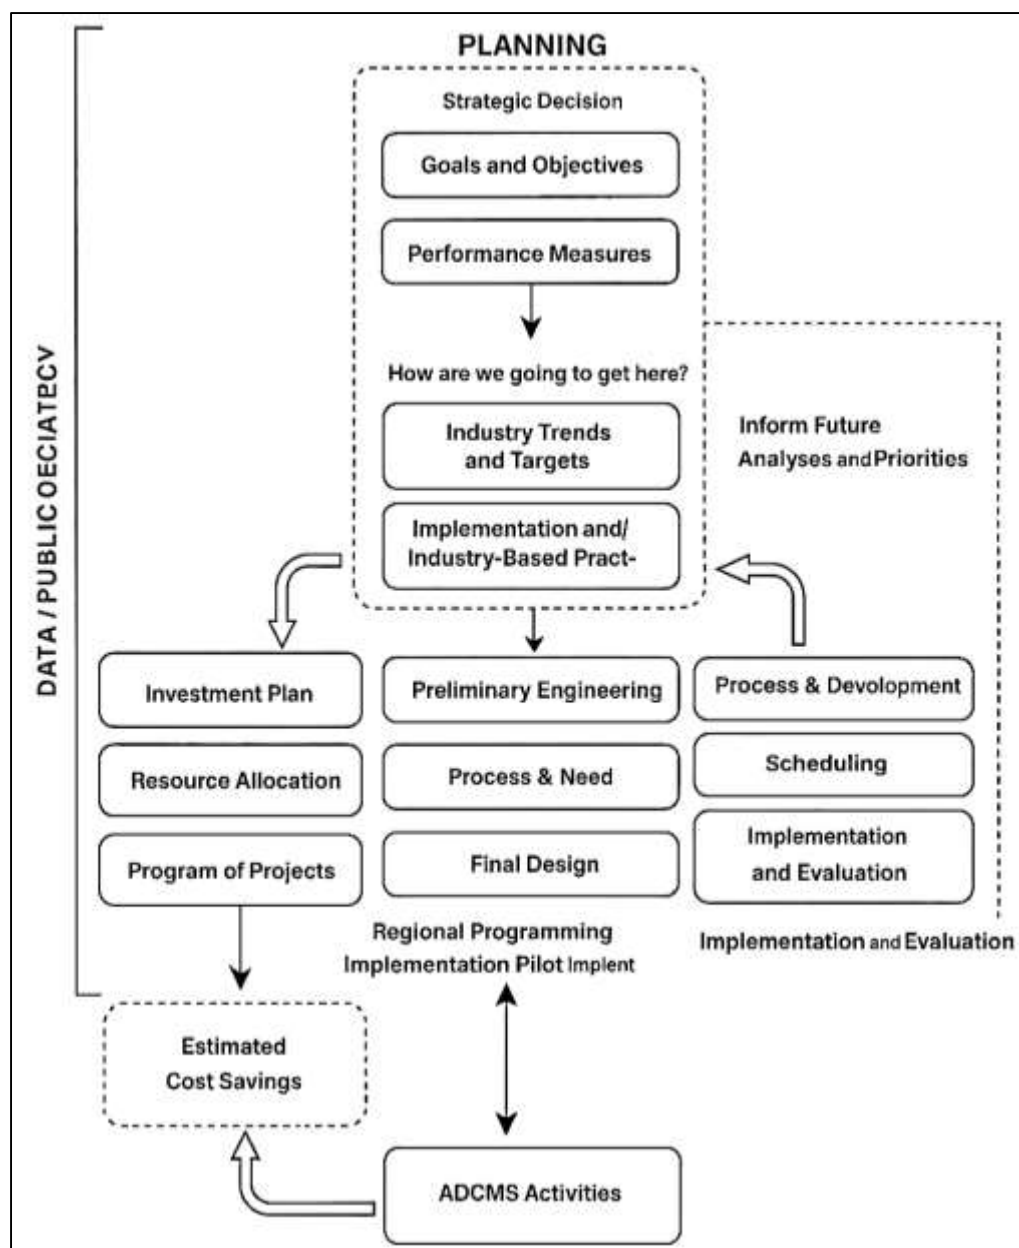 PLANNING
Strategic Decision
Goals and Objectives
Performance Measures
How are we going to get here?
Industry Trends
and Targets
Implementation and/
Industry-Based Pract-
Inform Future
Analyses and Priorities
DATA / PUBLIC OECIATECV
Investment Plan
Preliminary Engineering
Process & Devolopment
Resource Allocation
Process & Need
Scheduling
Program of Projects
Final Design
Implementation
and Evaluation
Regional Programming
Implementation Pilot Implent
Implementation and Evaluation
Estimated
Cost Savings
ADCMS Activities